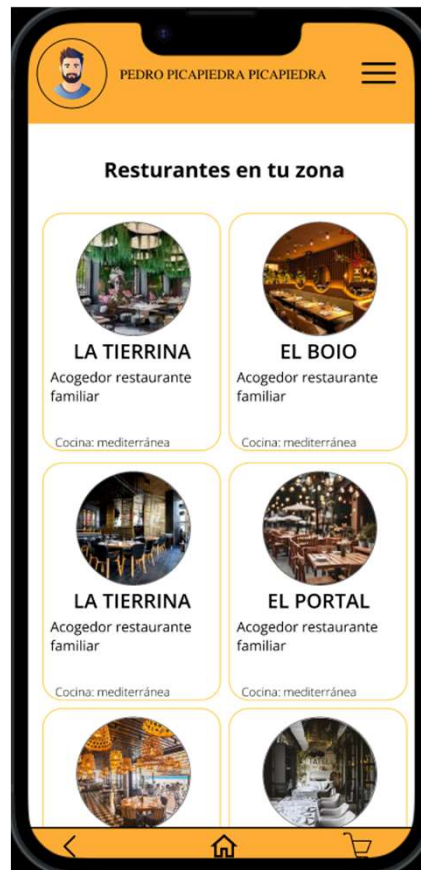 PEDRO PICAPIEDRA PICAPIEDRA
Resturantes en tu zona
LA TIERRINA
Acogedor restaurante
familiar
Cocina: mediterránea
EL BOIO
Acogedor restaurante
familiar
Cocina: mediterránea
LA TIERRINA
Acogedor restaurante
familiar
Cocina: mediterránea
EL PORTAL
Acogedor restaurante
familiar
Cocina: mediterránea